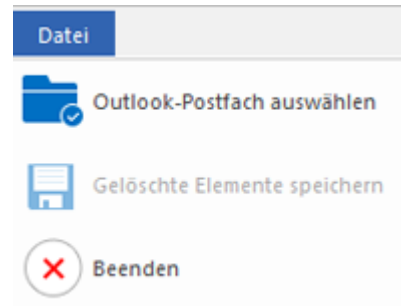 Datei
Outlook-Postfach auswählen
Gelöschte Elemente speichern
Beenden